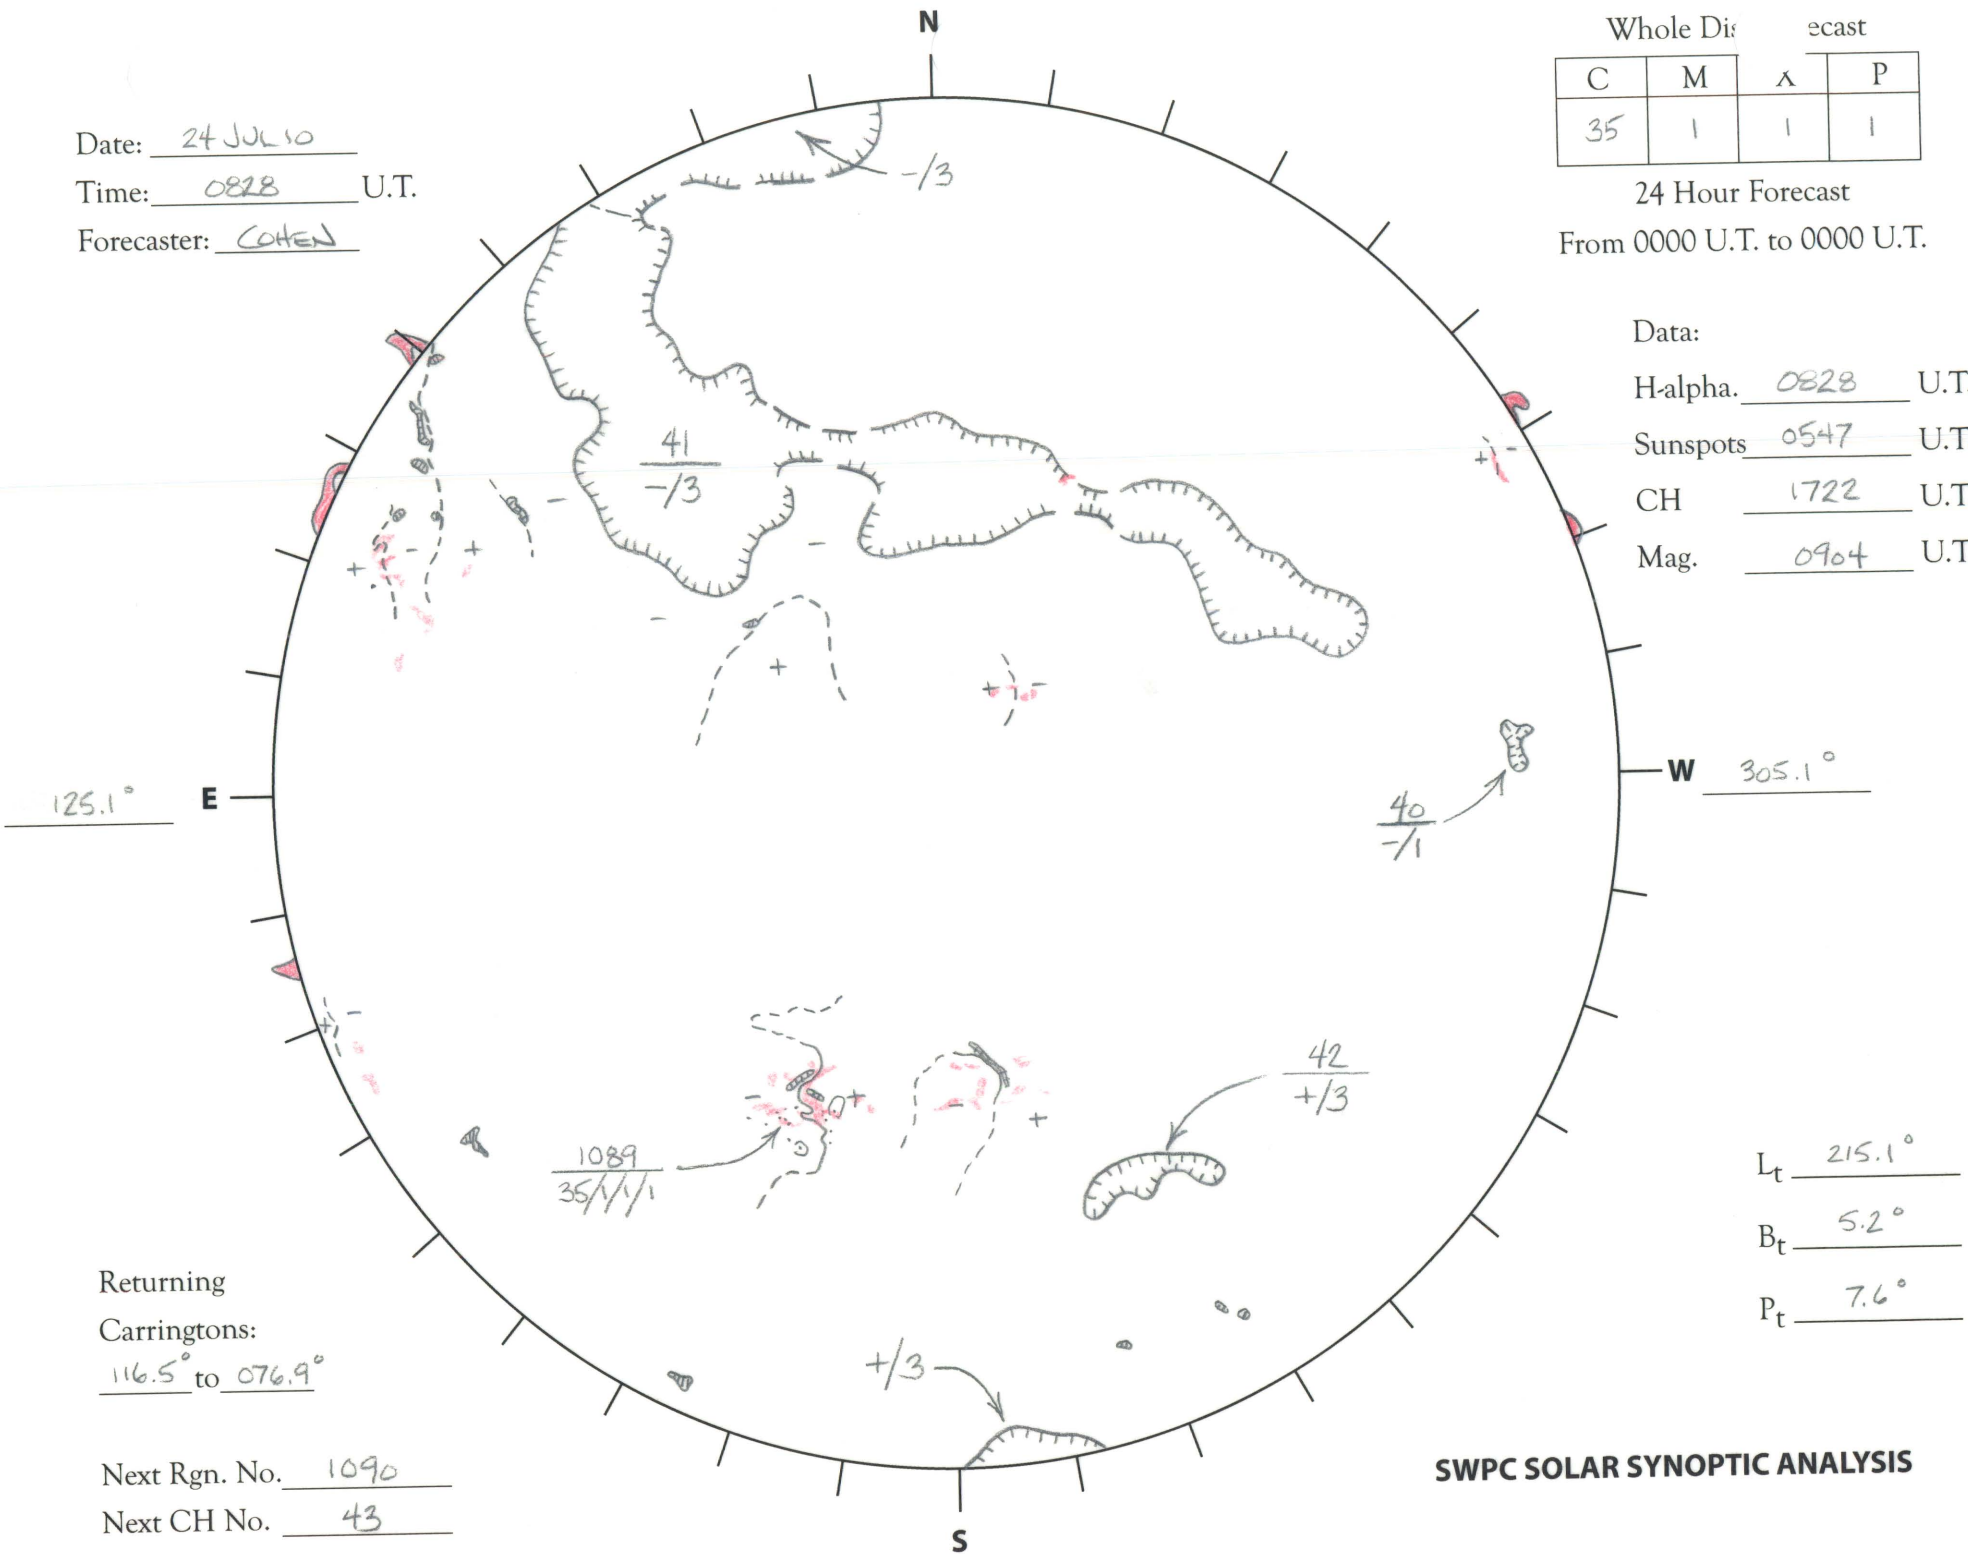 N
Whole Dis ecast
C M X P
35 1 1 1
24 Hour Forecast
From 0000 U.T. to 0000 U.T.
Date: 24 JUL 10
Time: 0828 U.T.
Forecaster: COHEN
-/3
Data:
H-alpha. 0828 U.T.
Sunspots 0547 U.T
CH 1722 U.T
Mag. 0904 U.T
41
-/3
+ -
-
- +
+
-
-
+
+ -
125.1° E
W 305.1°
40
-/1
+ -
- +
-
+
42
+/3
1089
35/1/1/1
Lt 215.1°
Bt 5.2°
Pt 7.6°
Returning
Carringtons:
116.5° to 076.9°
+/3
Next Rgn. No. 1090
Next CH No. 43
SWPC SOLAR SYNOPTIC ANALYSIS
S